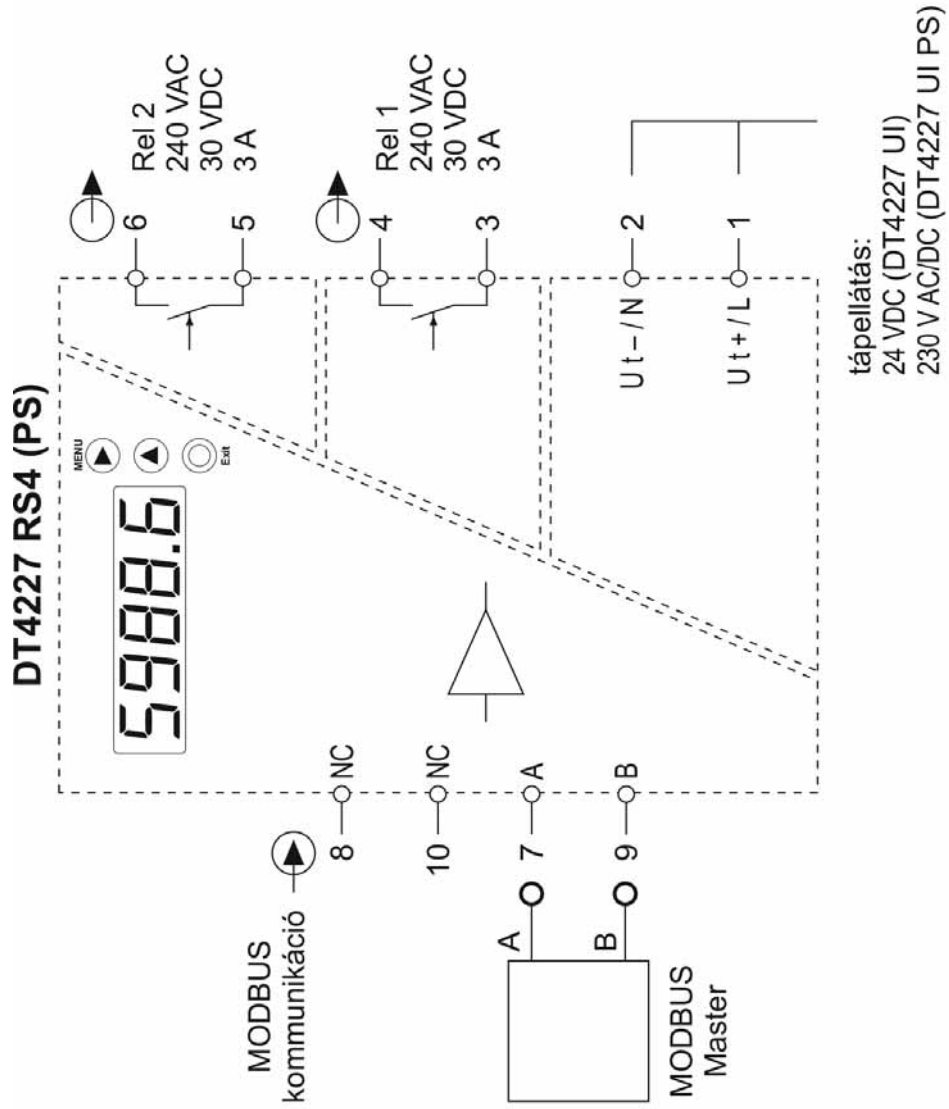 DT4227 RS4 (PS)
5988.6
MENU
Exit
MODBUS
kommunikáció
8
NC
10
NC
7
A
9
B
A
B
MODBUS
Master
6
5
Rel 2
240 VAC
30 VDC
3 A
4
3
Rel 1
240 VAC
30 VDC
3 A
U t – / N
2
U t + / L
1
tápellátás:
24 VDC (DT4227 UI)
230 V AC/DC (DT4227 UI PS)